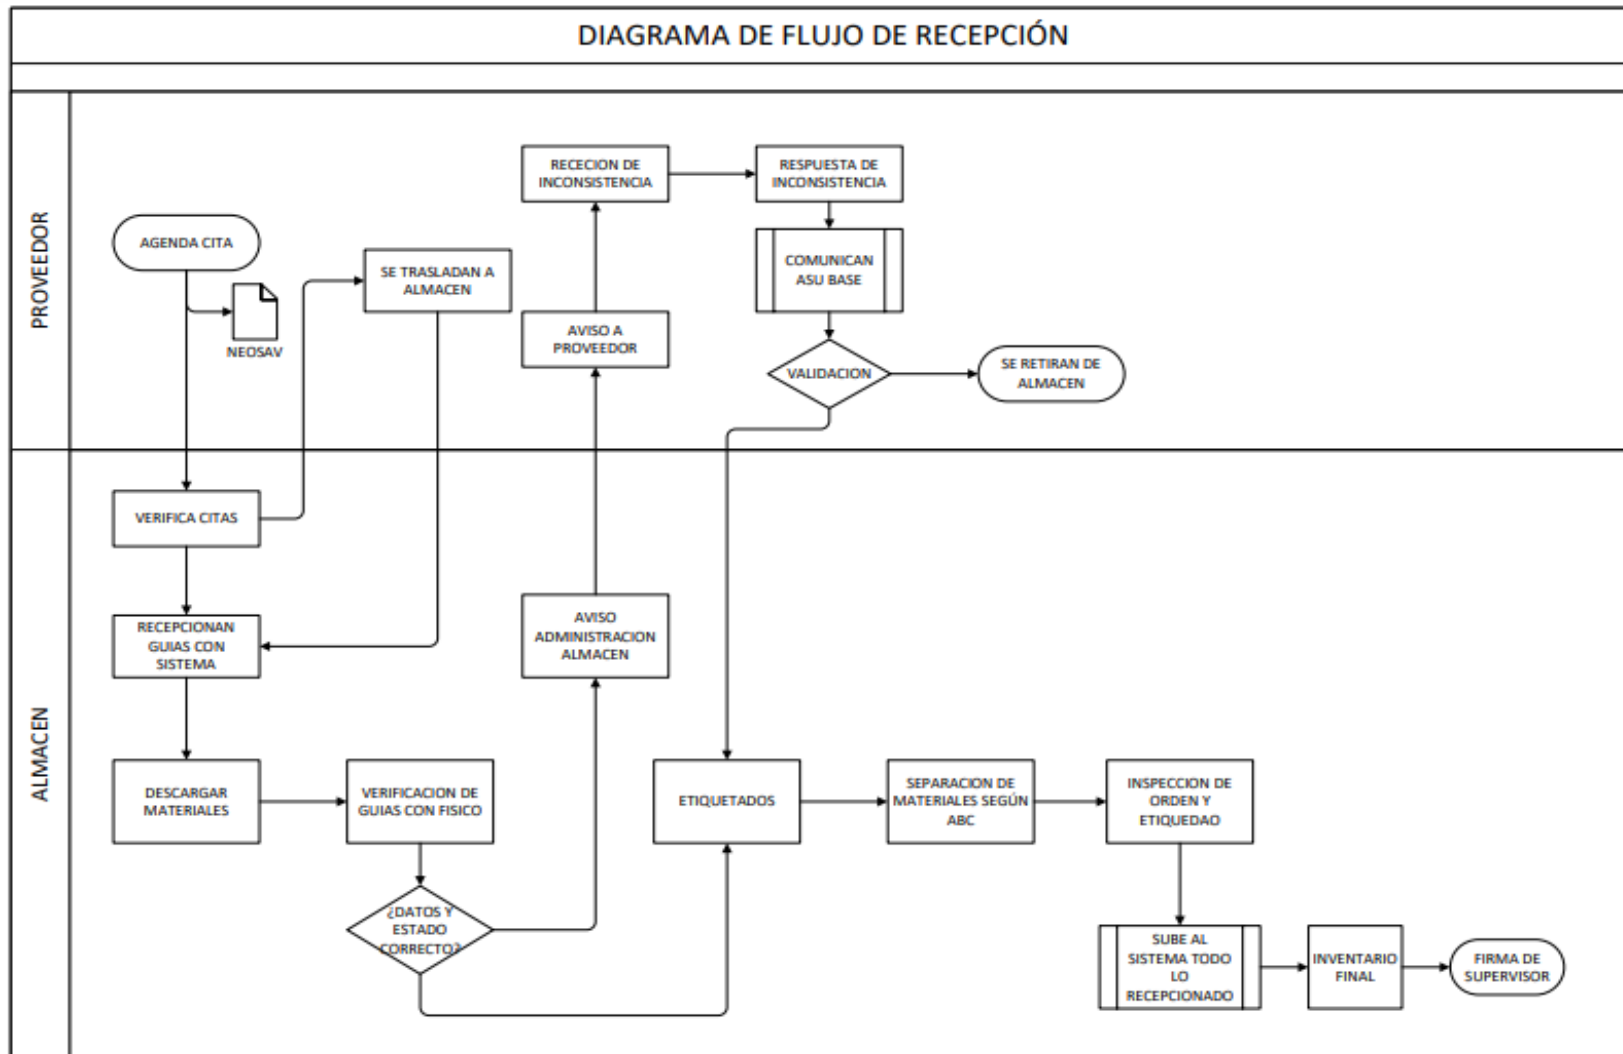 DIAGRAMA DE FLUJO DE RECEPCIÓN
PROVEEDOR
AGENDA CITA
NEOSAV
SE TRASLADAN A
ALMACEN
RECECION DE
INCONSISTENCIA
RESPUESTA DE
INCONSISTENCIA
COMUNICAN
ASU BASE
AVISO A
PROVEEDOR
VALIDACION
SE RETIRAN DE
ALMACEN
ALMACEN
VERIFICA CITAS
RECEPCIONAN
GUIAS CON
SISTEMA
AVISO
ADMINISTRACION
ALMACEN
DESCARGAR
MATERIALES
VERIFICACION DE
GUIAS CON FISICO
¿DATOS Y
ESTADO
CORRECTO?
ETIQUETADOS
SEPARACION DE
MATERIALES SEGÚN
ABC
INSPECCION DE
ORDEN Y
ETIQUEDAO
SUBE AL
SISTEMA TODO
LO
RECEPCIONADO
INVENTARIO
FINAL
FIRMA DE
SUPERVISOR